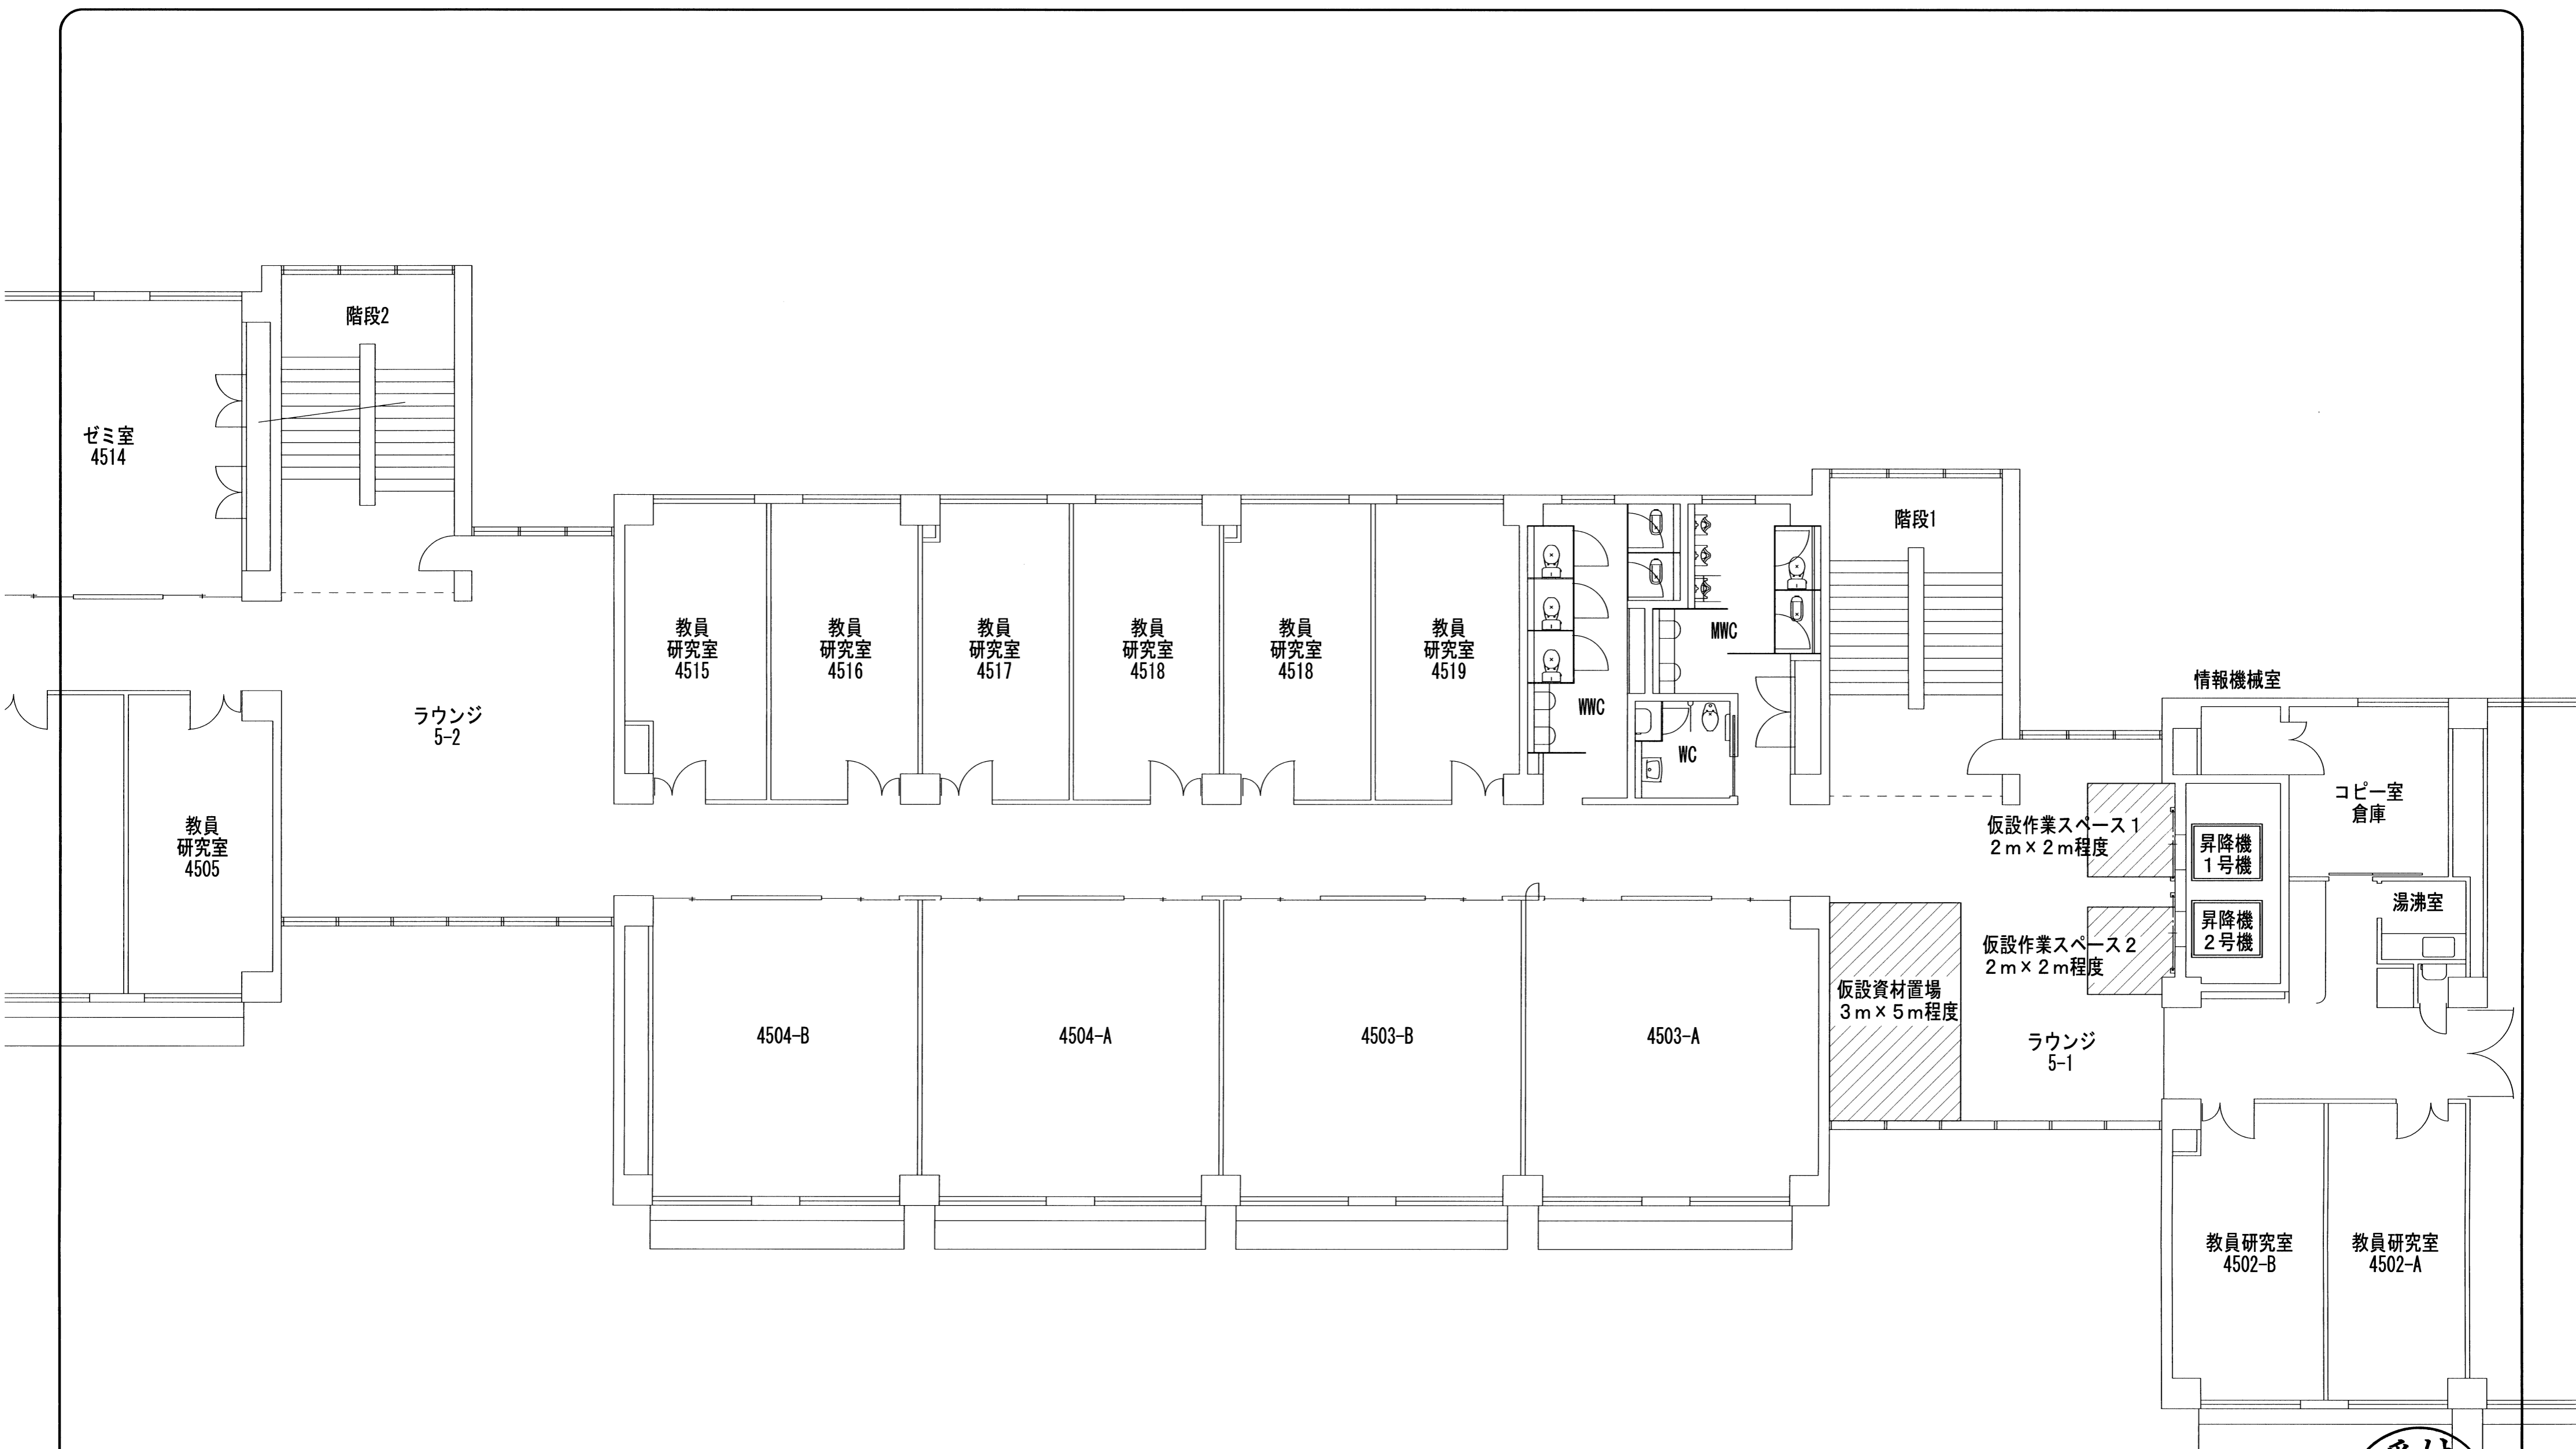 階段2
ゼミ室
4514
階段1
教員
研究室
4515
教員
研究室
4516
教員
研究室
4517
教員
研究室
4518
教員
研究室
4518
教員
研究室
4519
MWC
WWC
WC
情報機械室
ラウンジ
5-2
教員
研究室
4505
仮設作業スペース1
2m×2m程度
昇降機
1号機
コピー室
倉庫
湯沸室
昇降機
2号機
仮設作業スペース2
2m×2m程度
仮設資材置場
3m×5m程度
4504-B
4504-A
4503-B
4503-A
ラウンジ
5-1
教員研究室
4502-B
教員研究室
4502-A